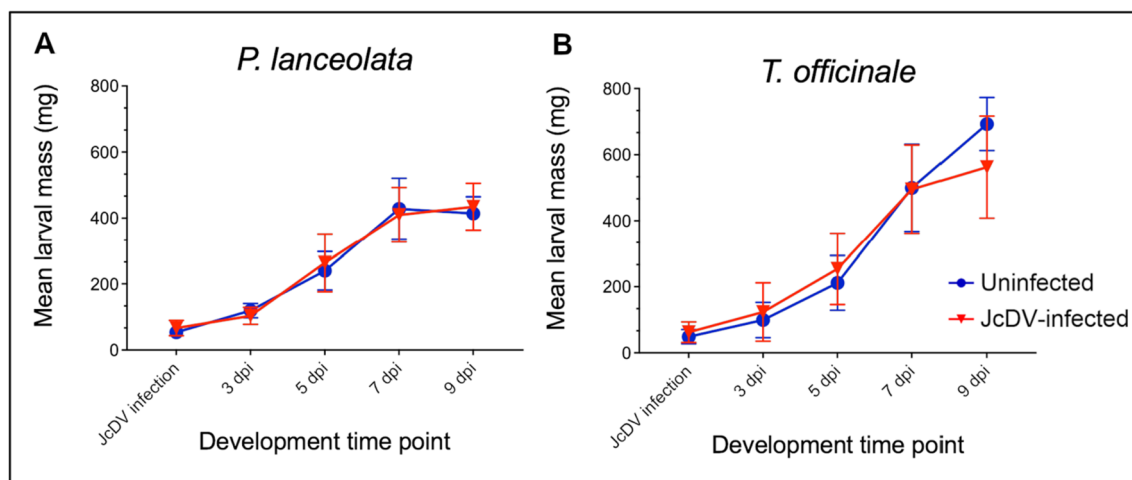 A
P. lanceolata
Mean larval mass (mg)
800
600
400
200
0
JcDV infection
3 dpi
5 dpi
7 dpi
9 dpi
Development time point
B
T. officinale
Mean larval mass (mg)
800
600
400
200
0
JcDV infection
3 dpi
5 dpi
7 dpi
9 dpi
Development time point
Uninfected
JcDV-infected